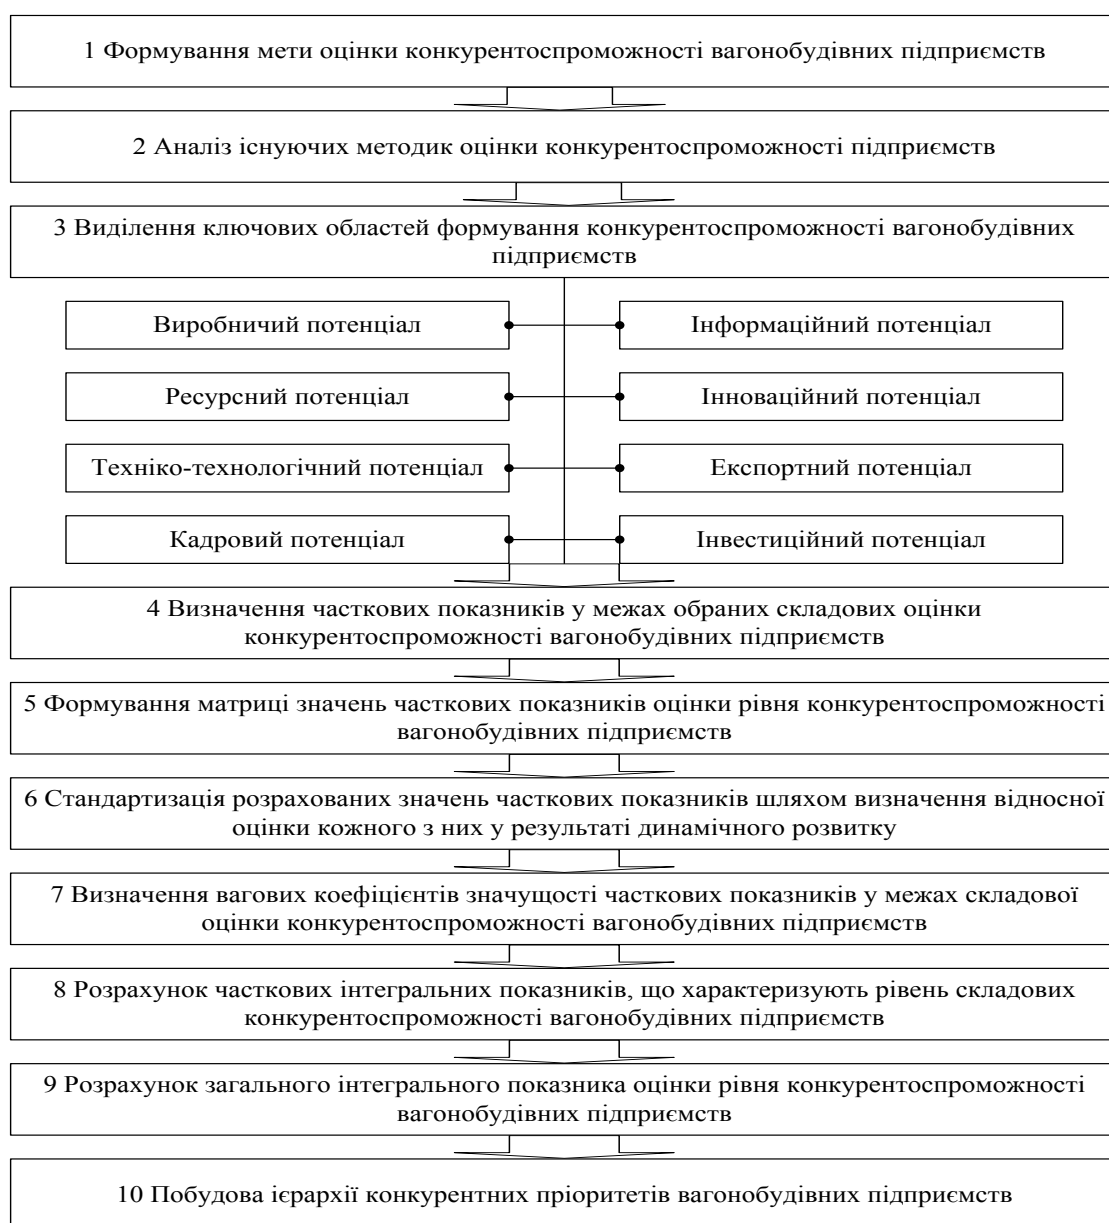 1 Формування мети оцінки конкурентоспроможності вагонобудівних підприємств
2 Аналіз існуючих методик оцінки конкурентоспроможності підприємств
3 Виділення ключових областей формування конкурентоспроможності вагонобудівних
підприємств
Виробничий потенціал
Інформаційний потенціал
Ресурсний потенціал
Інноваційний потенціал
Техніко-технологічний потенціал
Експортний потенціал
Кадровий потенціал
Інвестиційний потенціал
4 Визначення часткових показників у межах обраних складових оцінки
конкурентоспроможності вагонобудівних підприємств
5 Формування матриці значень часткових показників оцінки рівня конкурентоспроможності
вагонобудівних підприємств
6 Стандартизація розрахованих значень часткових показників шляхом визначення відносної
оцінки кожного з них у результаті динамічного розвитку
7 Визначення вагових коефіцієнтів значущості часткових показників у межах складової
оцінки конкурентоспроможності вагонобудівних підприємств
8 Розрахунок часткових інтегральних показників, що характеризують рівень складових
конкурентоспроможності вагонобудівних підприємств
9 Розрахунок загального інтегрального показника оцінки рівня конкурентоспроможності
вагонобудівних підприємств
10 Побудова ієрархії конкурентних пріоритетів вагонобудівних підприємств